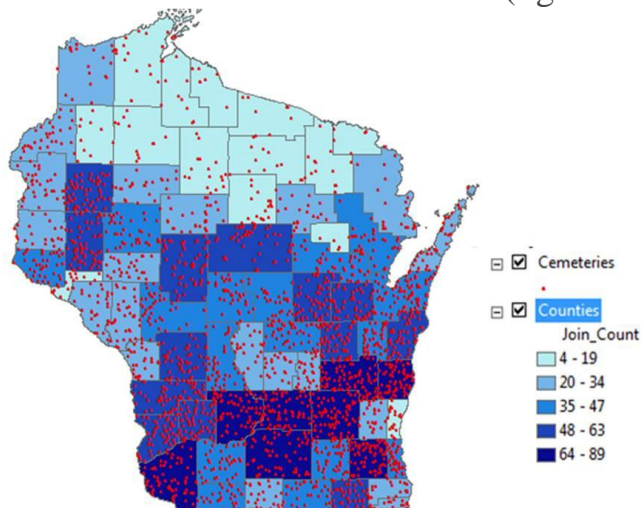 Cemeteries
Counties
Join_Count
4 - 19
20 - 34
35 - 47
48 - 63
64 - 89